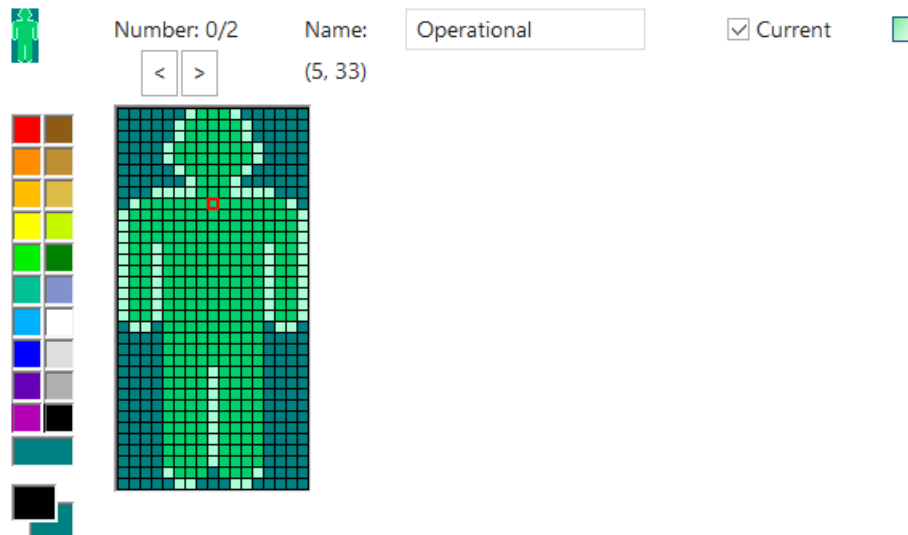 Number: 0/2 Name: Operational Current
< > (5, 33)